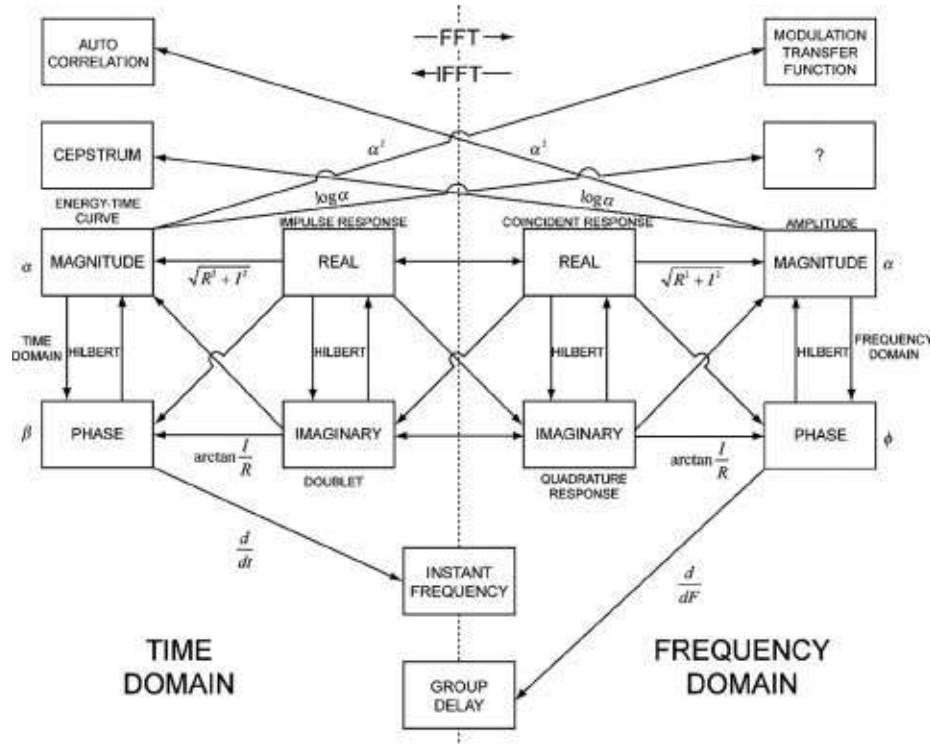 AUTO
CORRELATION
FFT
IFFT
MODULATION
TRANSFER
FUNCTION
CEPSTRUM
α²
α²
?
ENERGY-TIME
CURVE
log α
log α
IMPULSE RESPONSE
COINCIDENT RESPONSE
AMPLITUDE
α
MAGNITUDE
√R² + I²
REAL
REAL
√R² + I²
MAGNITUDE
α
TIME
DOMAIN
HILBERT
HILBERT
HILBERT
HILBERT
FREQUENCY
DOMAIN
β
PHASE
arctan I/R
IMAGINARY
IMAGINARY
arctan I/R
PHASE
ϕ
DOUBLET
QUADRATURE
RESPONSE
d/dt
INSTANT
FREQUENCY
d/dF
TIME
DOMAIN
FREQUENCY
DOMAIN
GROUP
DELAY